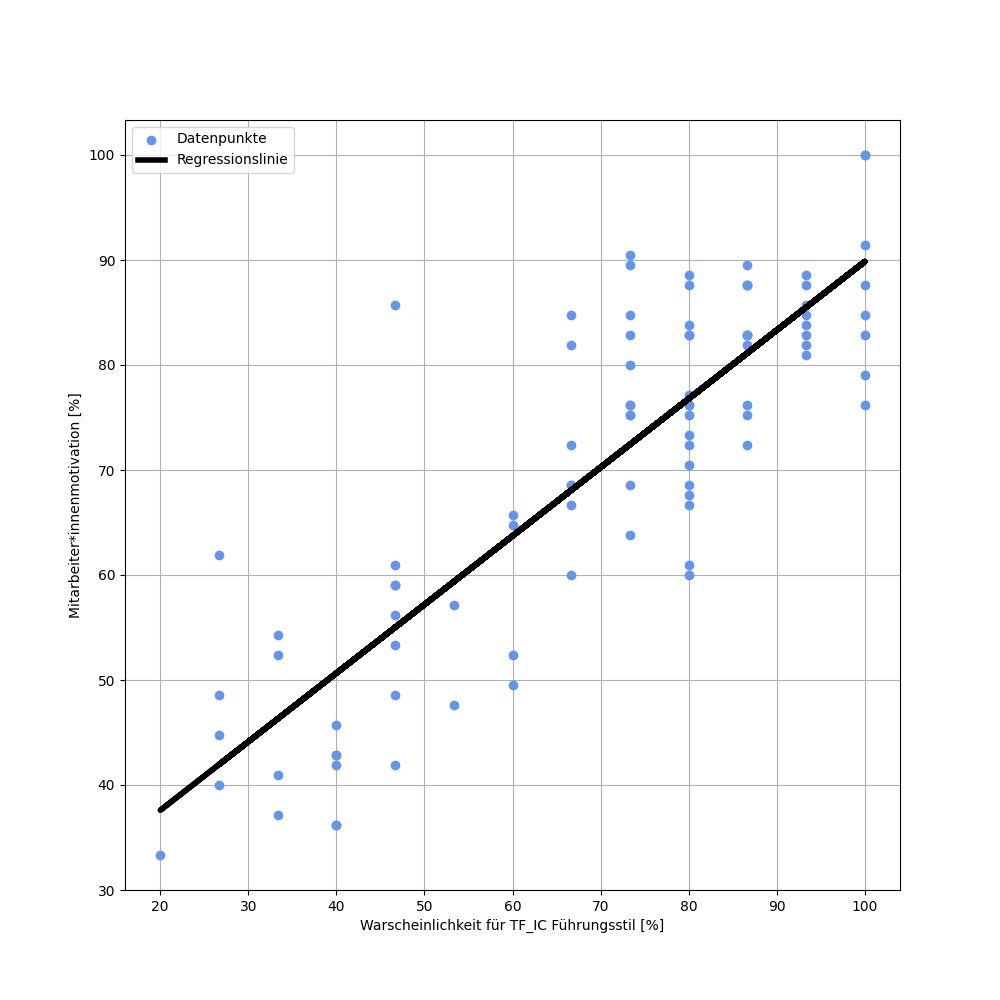 Datenpunkte
Regressionslinie
100
90
80
70
60
50
40
30
Mitarbeiter*innenmotivation [%]
20 30 40 50 60 70 80 90 100
Warscheinlichkeit für TF_IC Führungsstil [%]